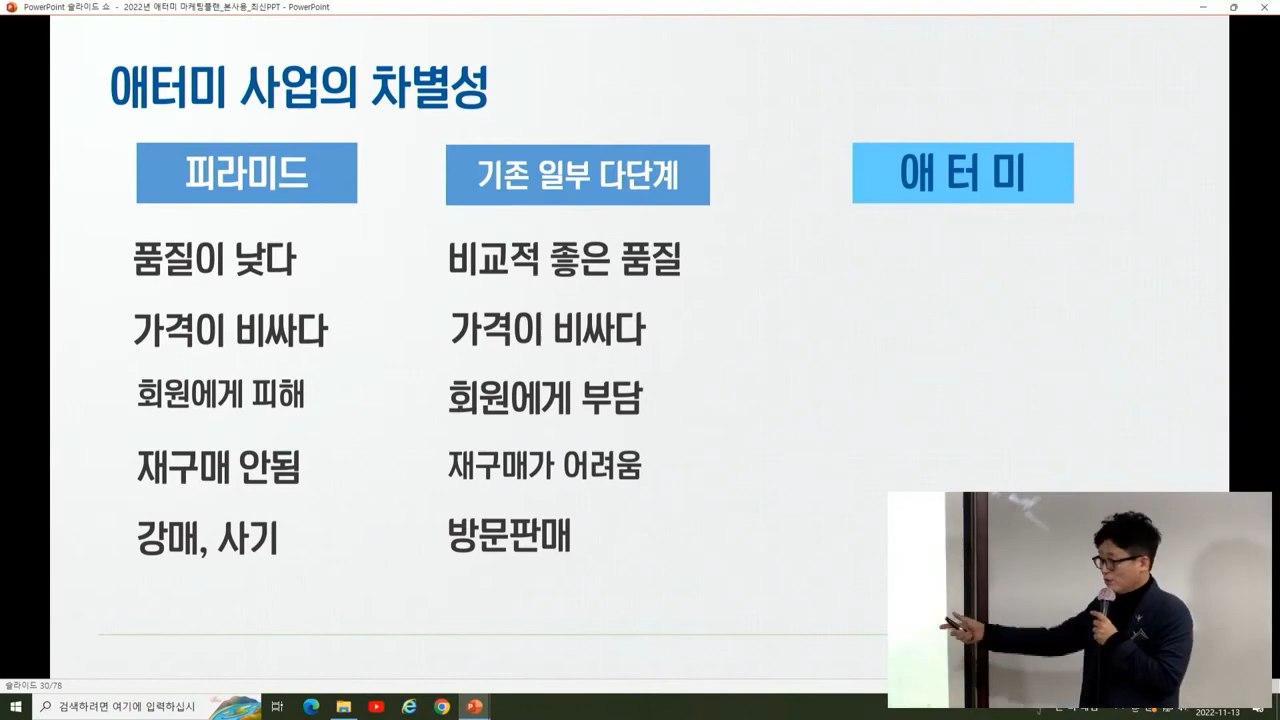 PowerPoint 슬라이드 쇼 - 2022년 애터미 마케팅플랜_본사용_최신PPT - PowerPoint
애터미 사업의 차별성
피라미드
기존 일부 다단계
애 터 미
품질이 낮다
비교적 좋은 품질
가격이 비싸다
가격이 비싸다
회원에게 피해
회원에게 부담
재구매 안됨
재구매가 어려움
강매, 사기
방문판매
슬라이드 30/78
검색하려면 여기에 입력하십시
2022-11-13